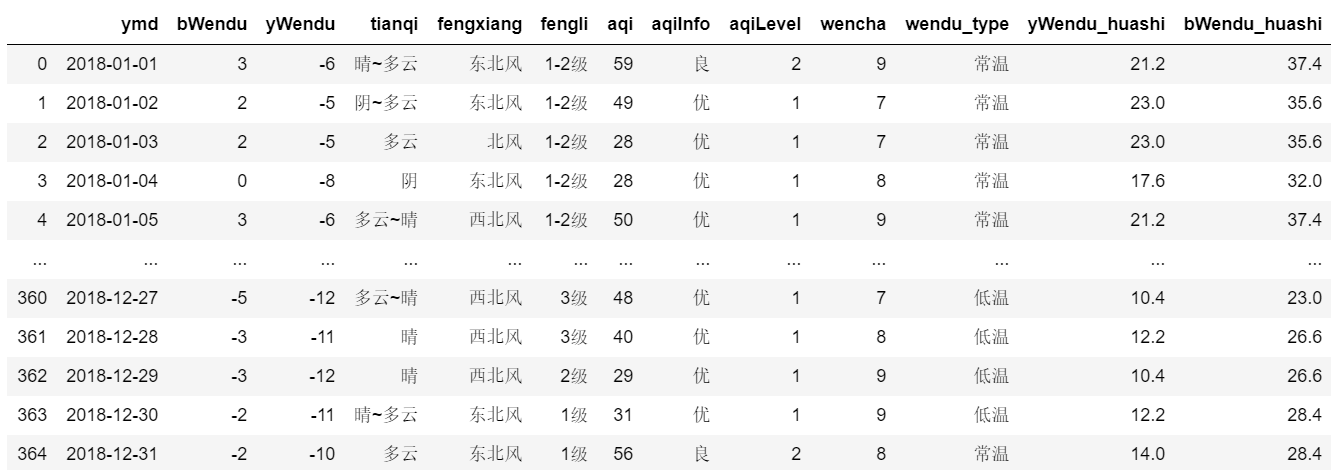 ymd bWendu yWendu tianqi fengxiang fengli aqi aqiInfo aqiLevel wencha wendu_type yWendu_huashi bWendu_huashi
0 2018-01-01 3 -6 晴~多云 东北风 1-2级 59 良 2 9 常温 21.2 37.4
1 2018-01-02 2 -5 阴~多云 东北风 1-2级 49 优 1 7 常温 23.0 35.6
2 2018-01-03 2 -5 多云 北风 1-2级 28 优 1 7 常温 23.0 35.6
3 2018-01-04 0 -8 阴 东北风 1-2级 28 优 1 8 常温 17.6 32.0
4 2018-01-05 3 -6 多云~晴 西北风 1-2级 50 优 1 9 常温 21.2 37.4
... ... ... ... ... ... ... ... ... ... ... ... ... ...
360 2018-12-27 -5 -12 多云~晴 西北风 3级 48 优 1 7 低温 10.4 23.0
361 2018-12-28 -3 -11 晴 西北风 3级 40 优 1 8 低温 12.2 26.6
362 2018-12-29 -3 -12 晴 西北风 2级 29 优 1 9 低温 10.4 26.6
363 2018-12-30 -2 -11 晴~多云 东北风 1级 31 优 1 9 低温 12.2 28.4
364 2018-12-31 -2 -10 多云 东北风 1级 56 良 2 8 常温 14.0 28.4